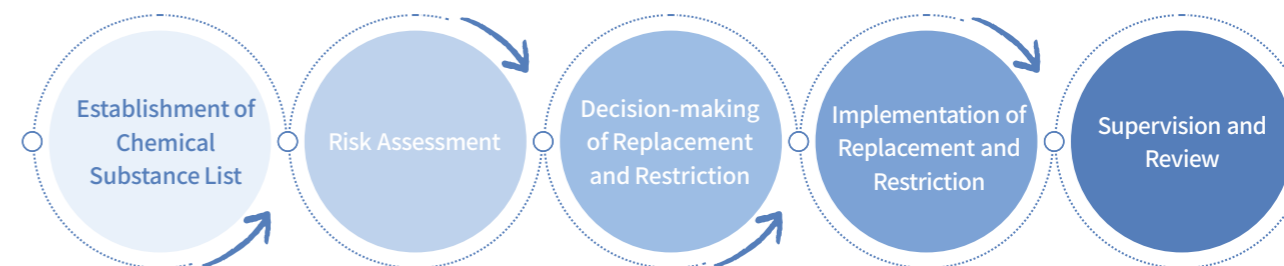 Establishment of
Chemical
Substance List
Risk Assessment
Decision-making
of Replacement
and Restriction
Implementation of
Replacement and
Restriction
Supervision and
Review